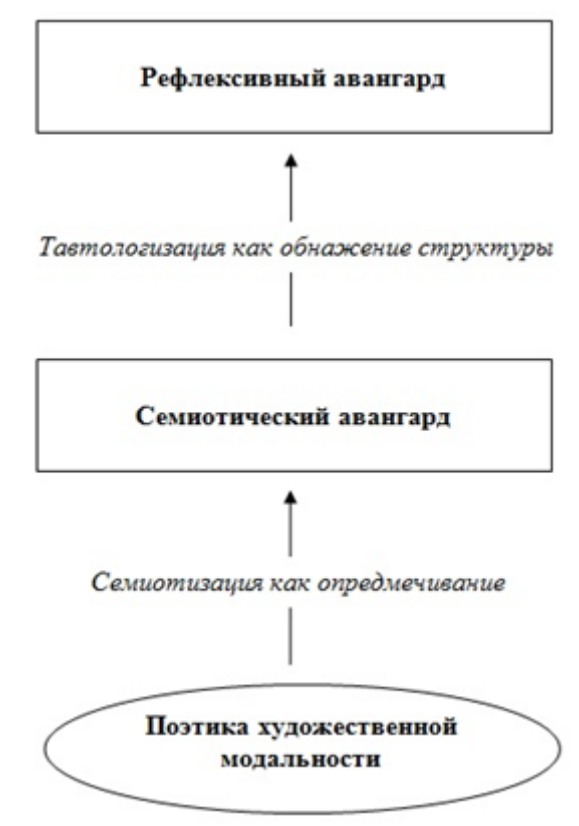 Рефлексивный авангард
Тавтологизация как обнажение структуры
Семиотический авангард
Семиотизация как опредмечивание
Поэтика художественной
модальности